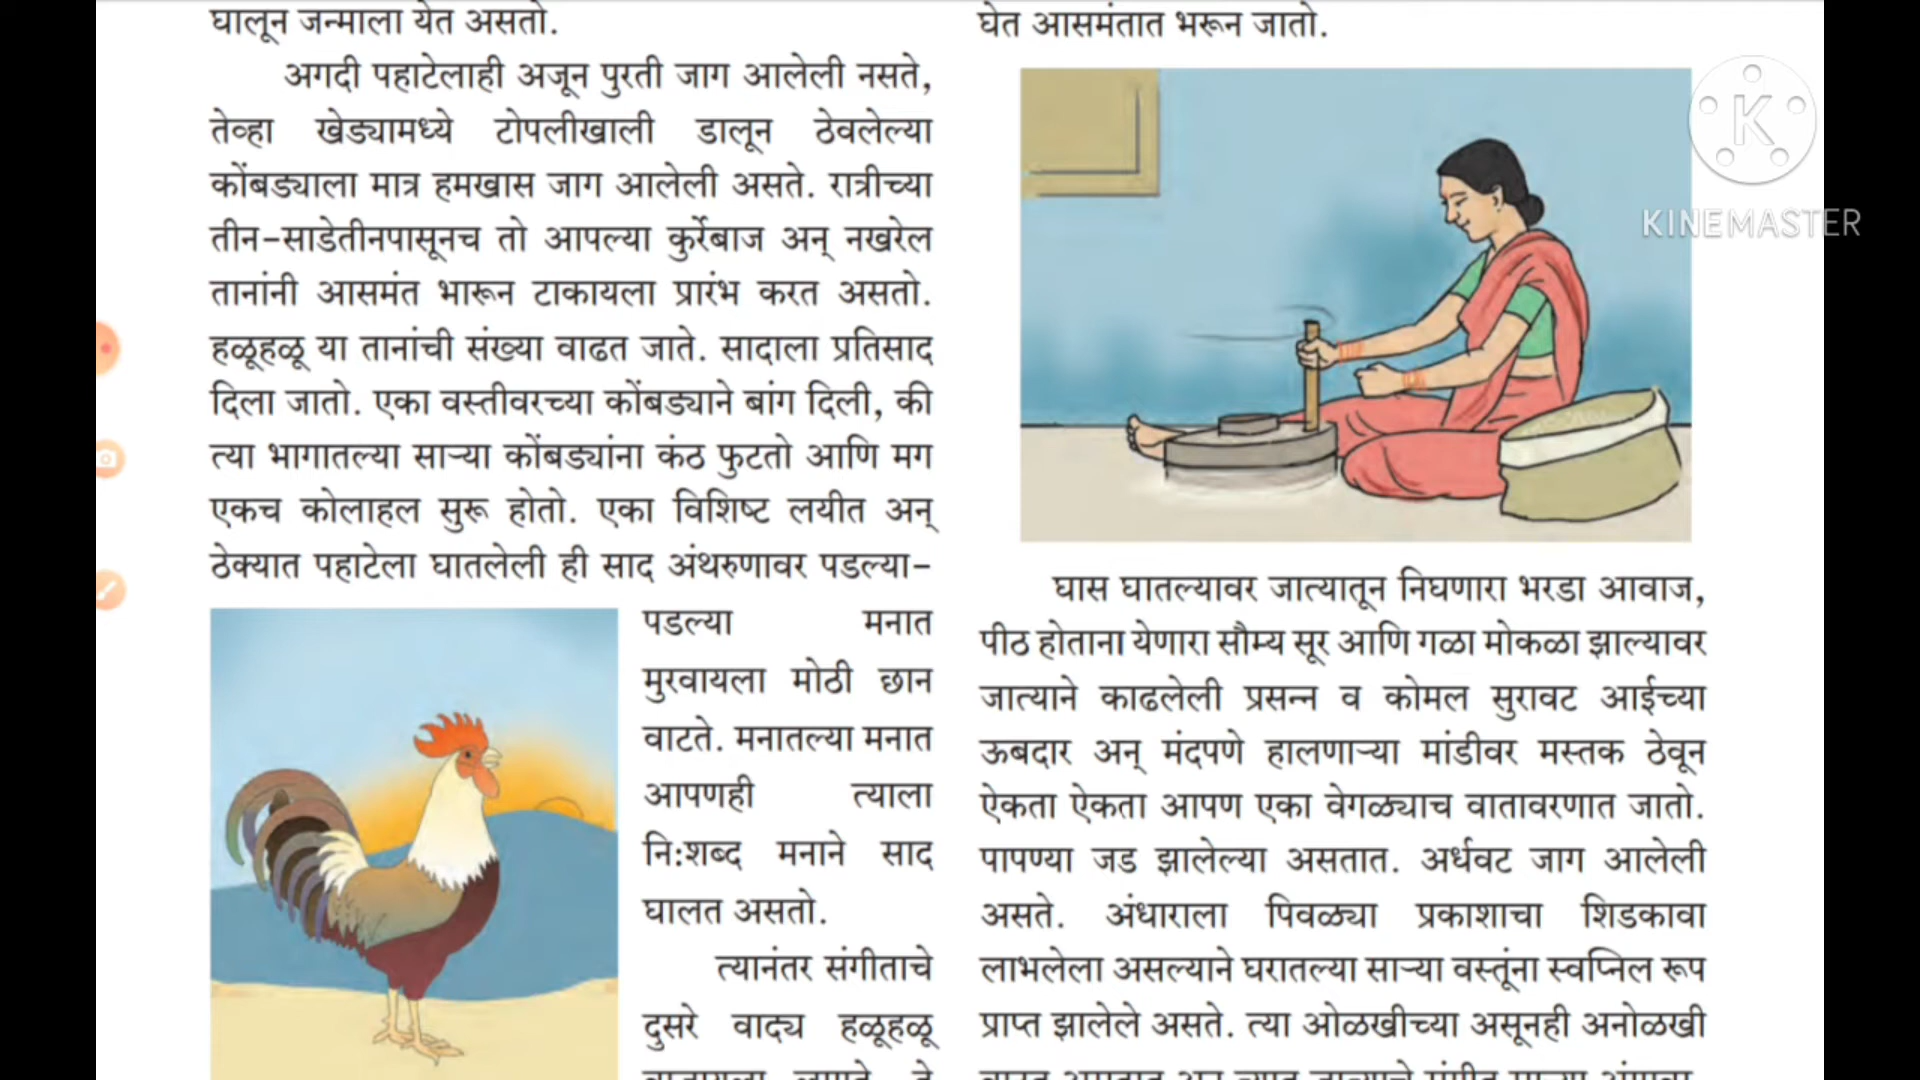 घालून जन्माला येत असतो.
अगदी पहाटेलाही अजून पुरती जाग आलेली नसते,
तेव्हा खेड्यामध्ये टोपलीखाली डालून ठेवलेल्या
कोंबड्याला मात्र हमखास जाग आलेली असते. रात्रीच्या
तीन-साडेतीनपासूनच तो आपल्या कुर्रेबाज अन् नखरेल
तानांनी आसमंत भारून टाकायला प्रारंभ करत असतो.
हळूहळू या तानांची संख्या वाढत जाते. सादाला प्रतिसाद
दिला जातो. एका वस्तीवरच्या कोंबड्याने बांग दिली, की
त्या भागातल्या साऱ्या कोंबड्यांना कंठ फुटतो आणि मग
एकच कोलाहल सुरू होतो. एका विशिष्ट लयीत अन्
ठेक्यात पहाटेला घातलेली ही साद अंथरुणावर पडल्या-
पडल्या मनात
मुरवायला मोठी छान
वाटते. मनातल्या मनात
आपणही त्याला
नि:शब्द मनाने साद
घालत असतो.
त्यानंतर संगीताचे
दुसरे वाद्य हळूहळू
घेत आसमंतात भरून जातो.
घास घातल्यावर जात्यातून निघणारा भरडा आवाज,
पीठ होताना येणारा सौम्य सूर आणि गळा मोकळा झाल्यावर
जात्याने काढलेली प्रसन्न व कोमल सुरावट आईच्या
ऊबदार अन् मंदपणे हालणाऱ्या मांडीवर मस्तक ठेवून
ऐकता ऐकता आपण एका वेगळ्याच वातावरणात जातो.
पापण्या जड झालेल्या असतात. अर्धवट जाग आलेली
असते. अंधाराला पिवळ्या प्रकाशाचा शिडकावा
लाभलेला असल्याने घरातल्या साऱ्या वस्तूंना स्वप्निल रूप
प्राप्त झालेले असते. त्या ओळखीच्या असूनही अनोळखी
K
KINEMASTER